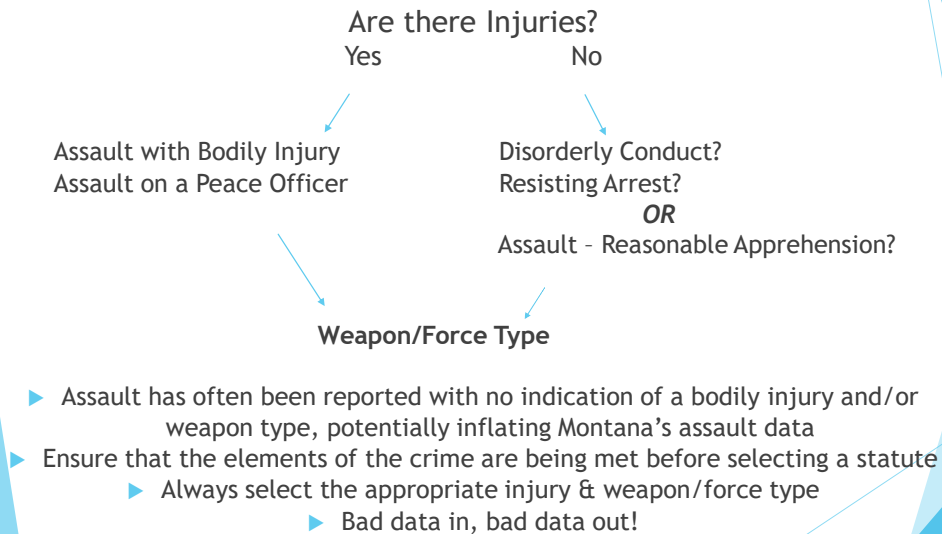 Are there Injuries?
Yes No
Assault with Bodily Injury Disorderly Conduct?
Assault on a Peace Officer Resisting Arrest?
OR
Assault – Reasonable Apprehension?
Weapon/Force Type
Assault has often been reported with no indication of a bodily injury and/or
weapon type, potentially inflating Montana’s assault data
Ensure that the elements of the crime are being met before selecting a statute
Always select the appropriate injury & weapon/force type
Bad data in, bad data out!